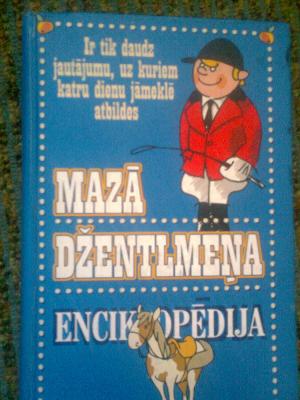 Ir tik daudz
jautājumu, uz kuriem
katru dienu jāmeklē
atbildes
MAZĀ
DŽENTLMEŅA
ENCIKLOPĒDIJA